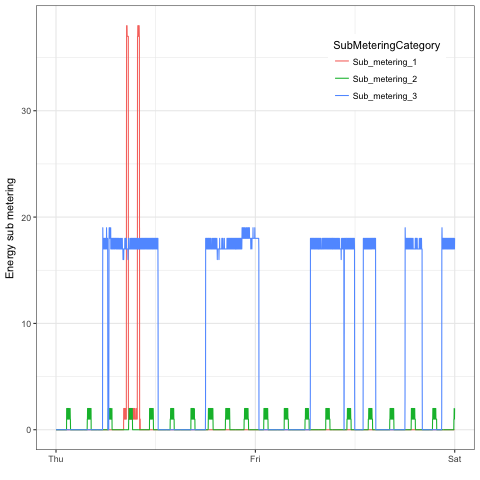 SubMeteringCategory
Sub_metering_1
Sub_metering_2
Sub_metering_3
Energy sub metering
30
20
10
0
Thu Fri Sat